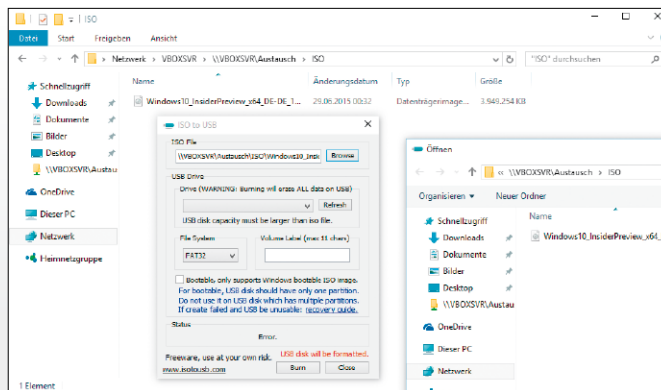 ISO
Datei Start Freigeben Ansicht
Netzwerk VBOXSVR \\VBOXSVR\Austausch ISO
"ISO" durchsuchen
Name Änderungsdatum Typ Größe
Windows10_InsiderPreview_x64_DE-DE_1... 29.06.2015 00:32 Datenträgerimage... 3.949.254 KB
Schnellzugriff
Downloads
Dokumente
Bilder
Desktop
\\VBOXSVR\Austau
OneDrive
Dieser PC
Netzwerk
Heimnetzgruppe
1 Element
ISO to USB
ISO File
\\VBOXSVR\Austausch\ISO\Windows10_Insi
Browse
USB Drive
Drive (WARNING: Burning will erase ALL data on USB)
Refresh
USB disk capacity must be larger than iso file.
File System Volume Label (max 11 chars)
FAT32
Bootable, only supports Windows bootable ISO image.
For bootable, USB disk should have only one partition.
Do not use it on USB disk which has multiple partitions.
If create failed and USB be unusable: recovery guide.
Status
Error.
Freeware, use at your own risk. USB disk will be formatted.
www.isotousb.com Burn Close
Öffnen
« \\VBOXSVR\Austausch ISO
Organisieren Neuer Ordner
Name
Windows10_InsiderPreview_x64_
Schnellzugriff
Downloads
Dokumente
Bilder
Desktop
\\VBOXSVR\Austau
OneDrive
Dieser PC
Netzwerk